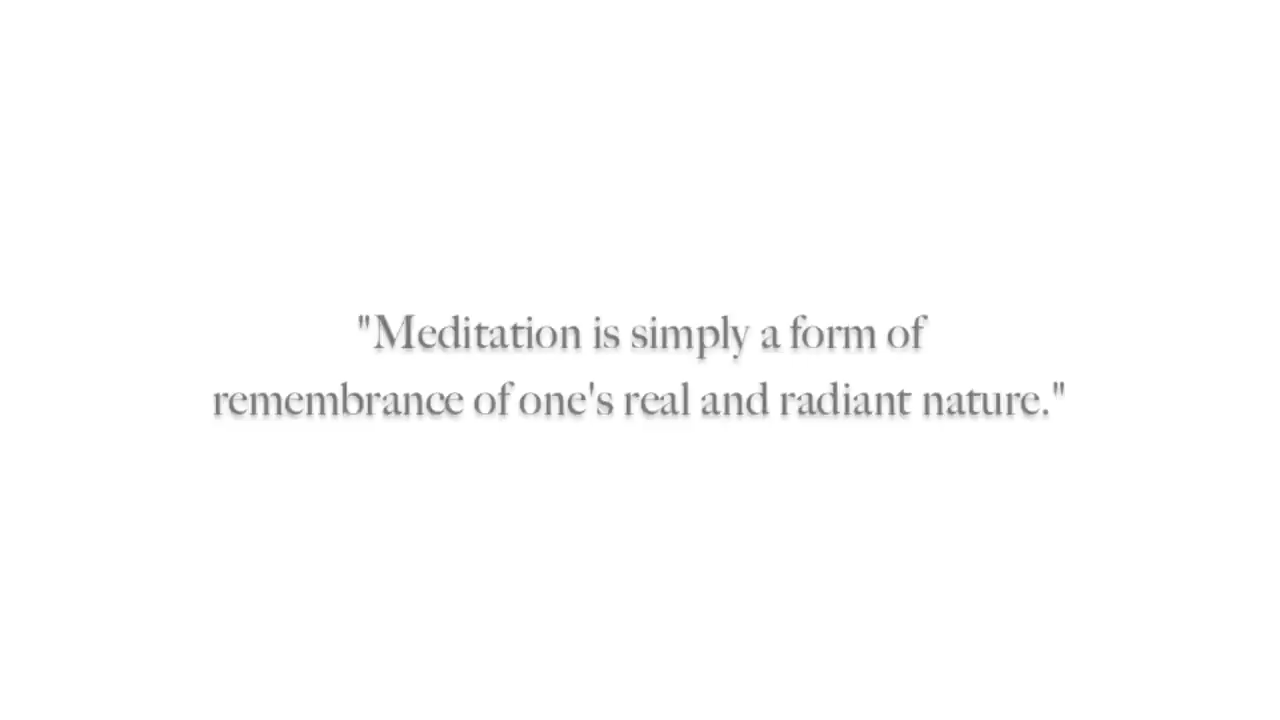 "Meditation is simply a form of
remembrance of one's real and radiant nature."